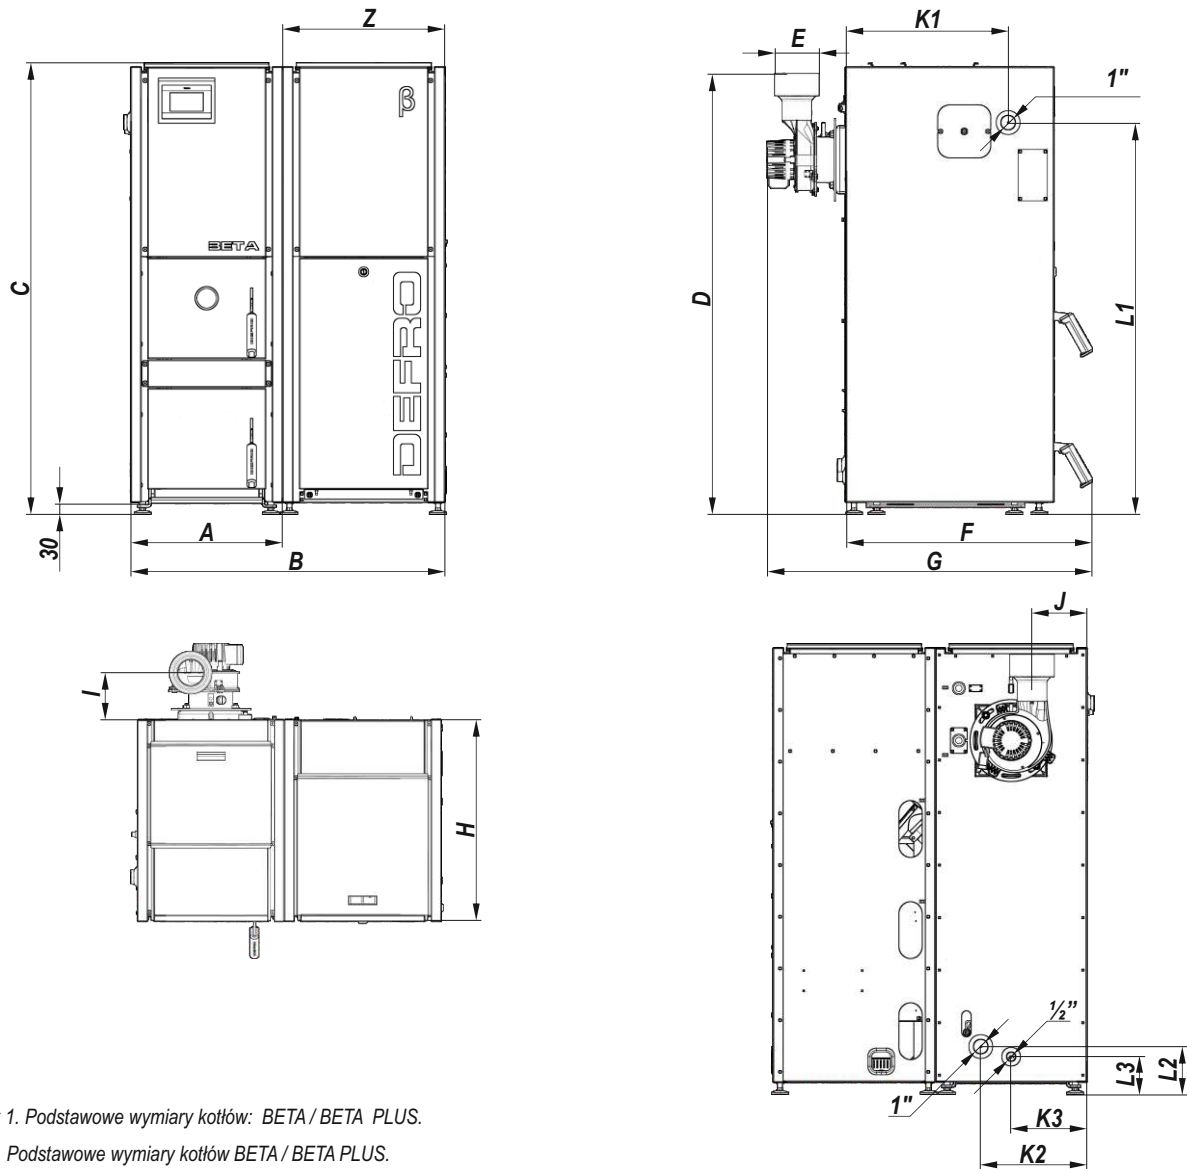 Z
K1
E
1"
β
BETA
C
D
L1
DEFRO
30
A
B
F
G
J
I
H
½”
L3
L2
1"
K3
K2
1. Podstawowe wymiary kotłów: BETA / BETA PLUS.
Podstawowe wymiary kotłów BETA / BETA PLUS.